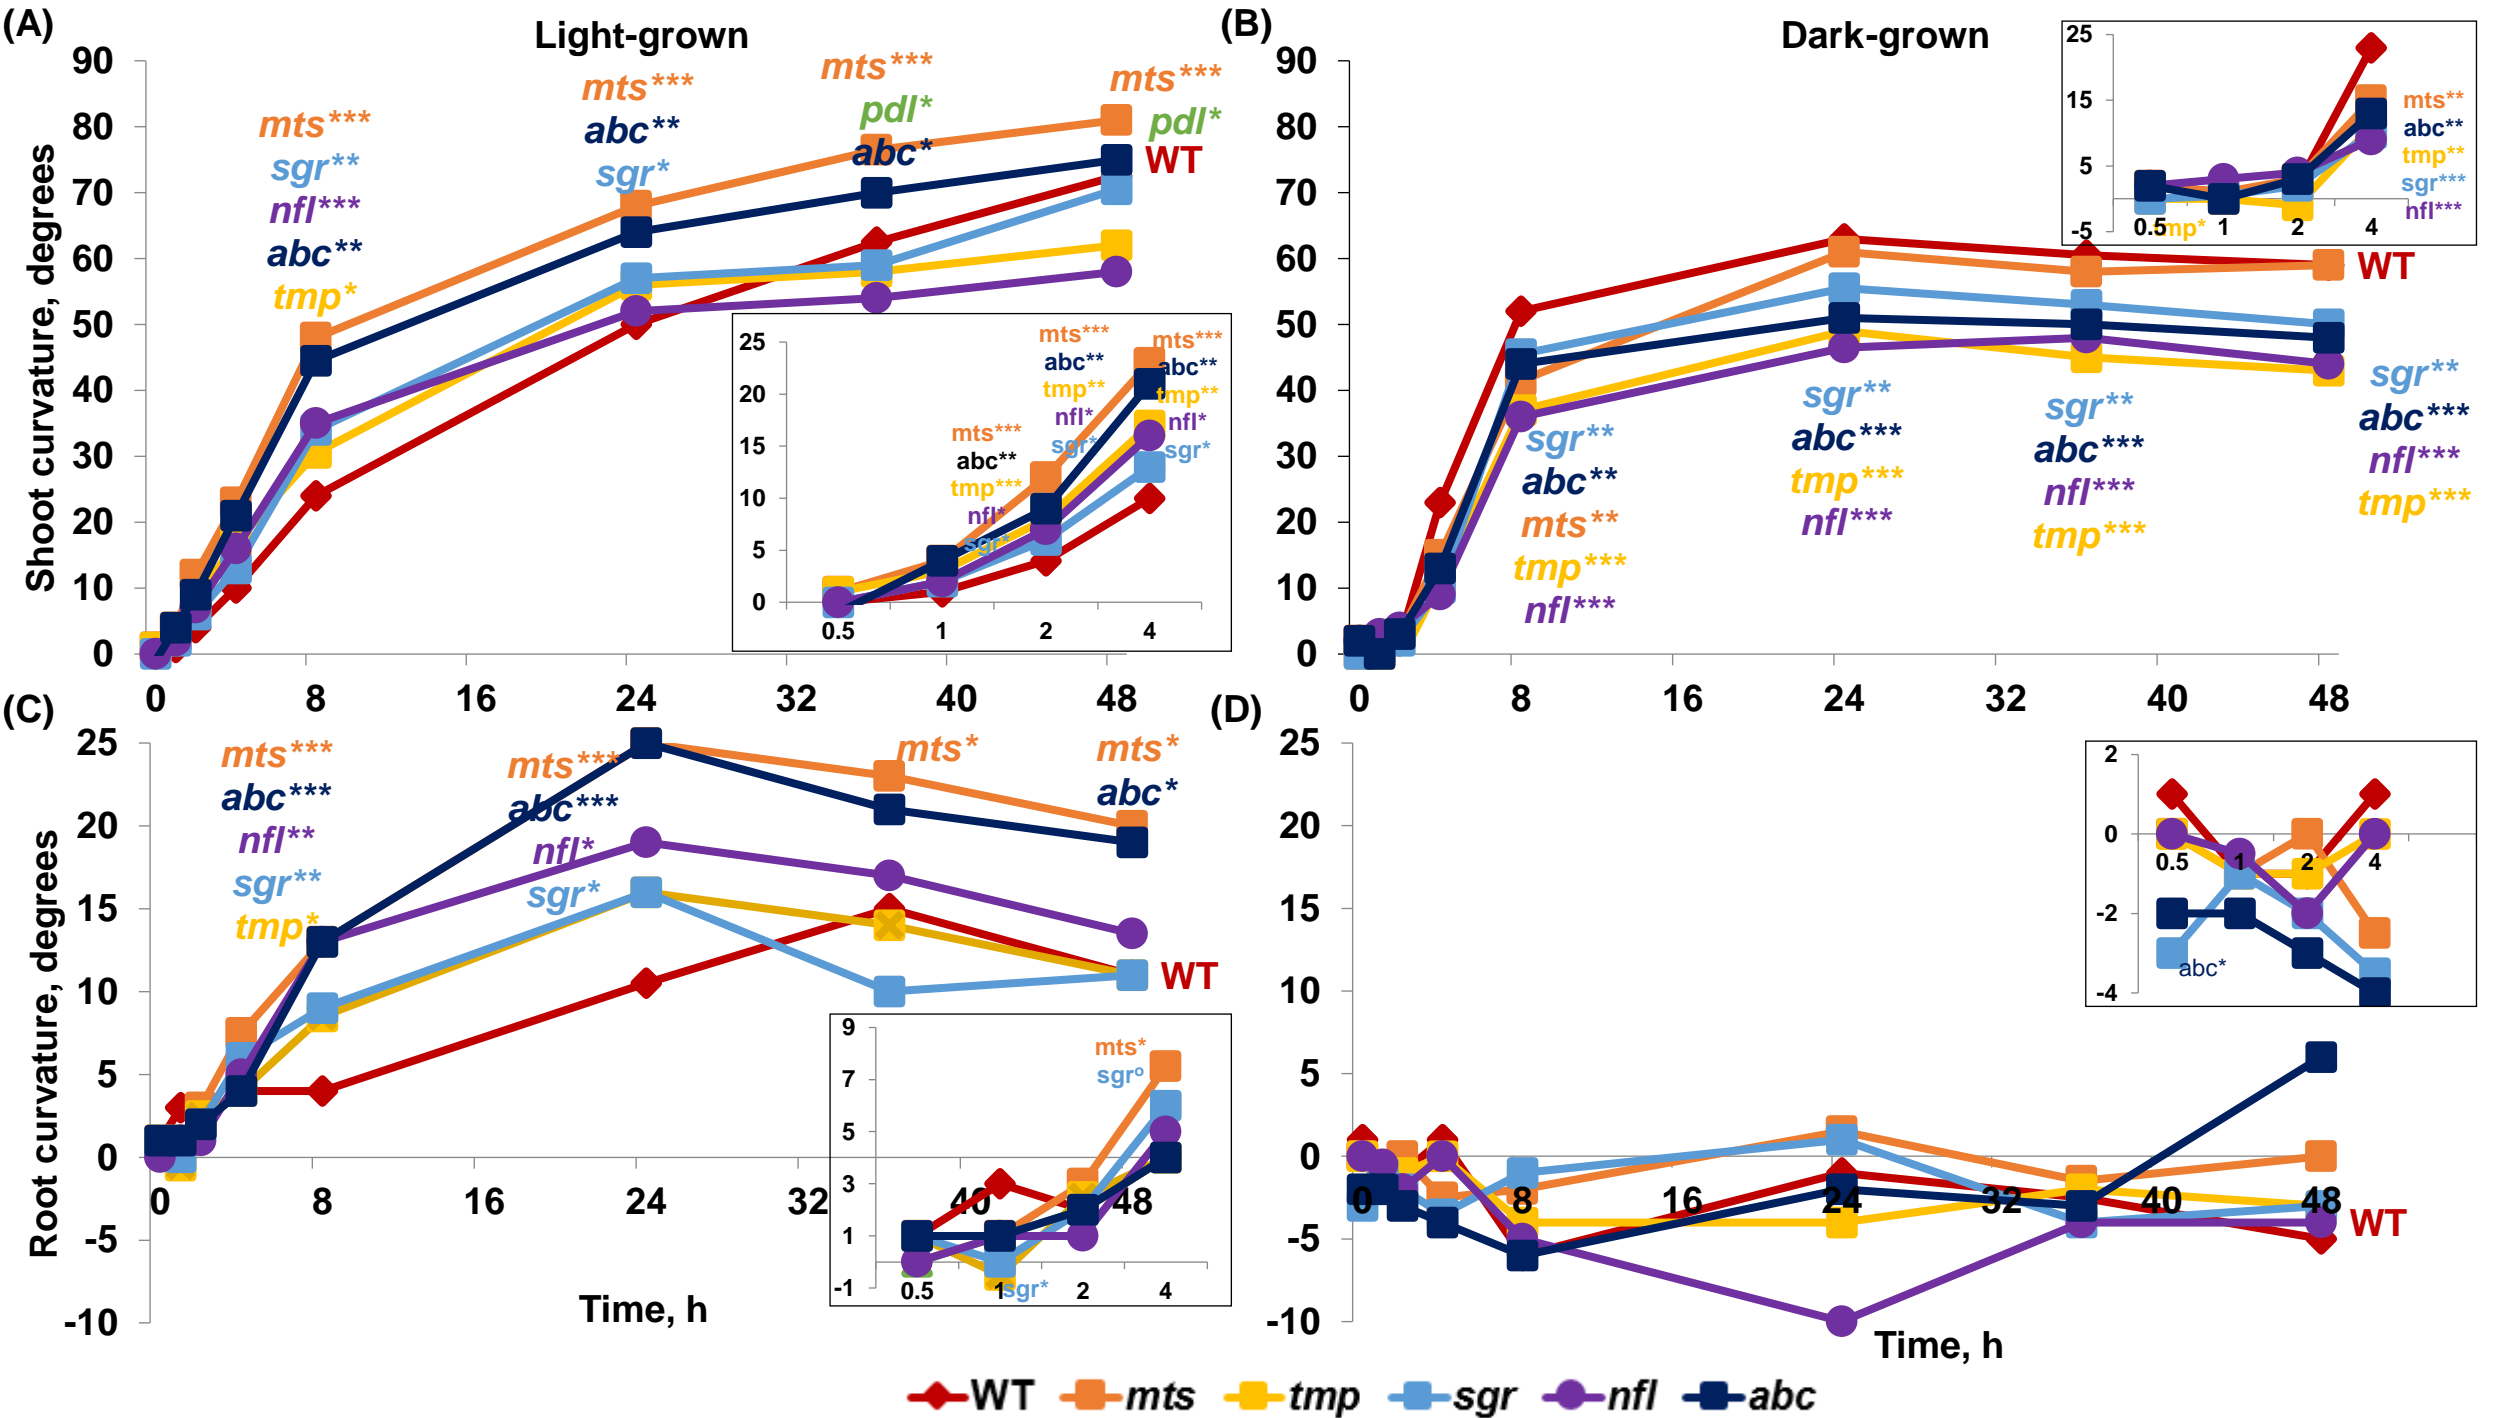 (A)
Light-grown
Shoot curvature, degrees
90
80
70
60
50
40
30
20
10
0
0 8 16 24 32 40 48
mts***
sgr**
nfl***
abc**
tmp*
mts***
abc**
sgr*
mts***
pdl*
abc*
mts***
pdl*
WT
25
20
15
10
5
0
0.5 1 2 4
mts***
abc**
tmp***
nfl*
sgr*
mts***
abc**
tmp**
nfl*
sgr*
mts***
abc**
tmp**
nfl*
sgr*
(B)
Dark-grown
90
80
70
60
50
40
30
20
10
0
0 8 16 24 32 40 48
sgr**
abc**
mts**
tmp***
nfl***
sgr**
abc***
tmp***
nfl***
sgr**
abc***
nfl***
tmp***
WT
sgr**
abc***
nfl***
tmp***
25
15
5
-5
0.5 1 2 4
tmp*
mts**
abc**
tmp**
sgr***
nfl***
(C)
Root curvature, degrees
25
20
15
10
5
0
-5
-10
0 8 16 24 32 40 48
mts***
abc***
nfl**
sgr**
tmp*
mts***
abc***
nfl*
sgr*
mts*
mts*
abc*
WT
Time, h
9
7
5
3
1
-1
0.5 1 2 4
sgr*
mts*
sgrº
(D)
25
20
15
10
5
0
-5
-10
0 8 16 24 32 40 48
WT
Time, h
2
0
-2
-4
0.5 1 2 4
abc*
WT mts tmp sgr nfl abc